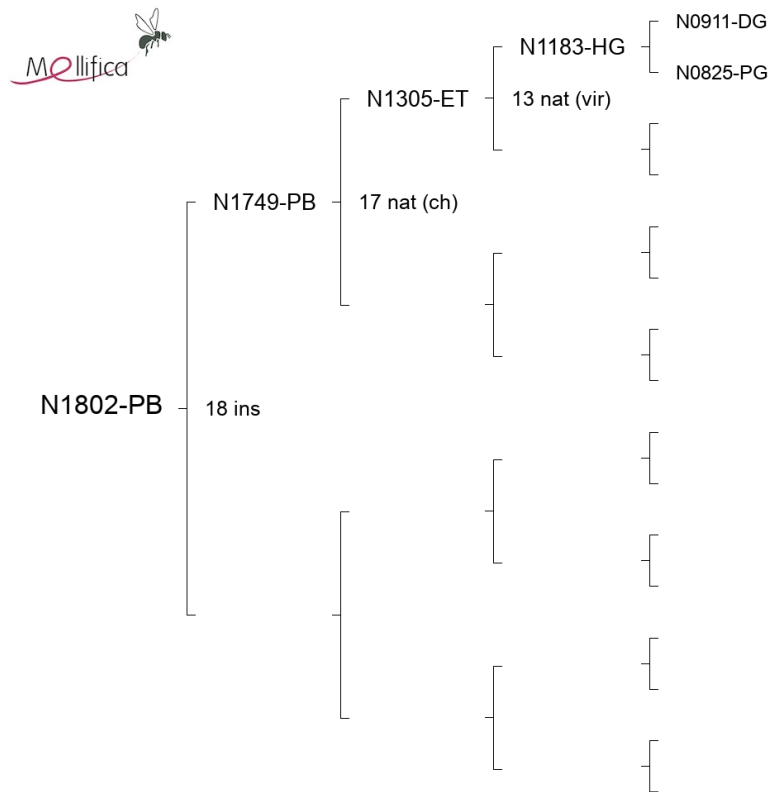 Mellifica
N0911-DG
N1183-HG
N0825-PG
N1305-ET
13 nat (vir)
N1749-PB
17 nat (ch)
N1802-PB
18 ins